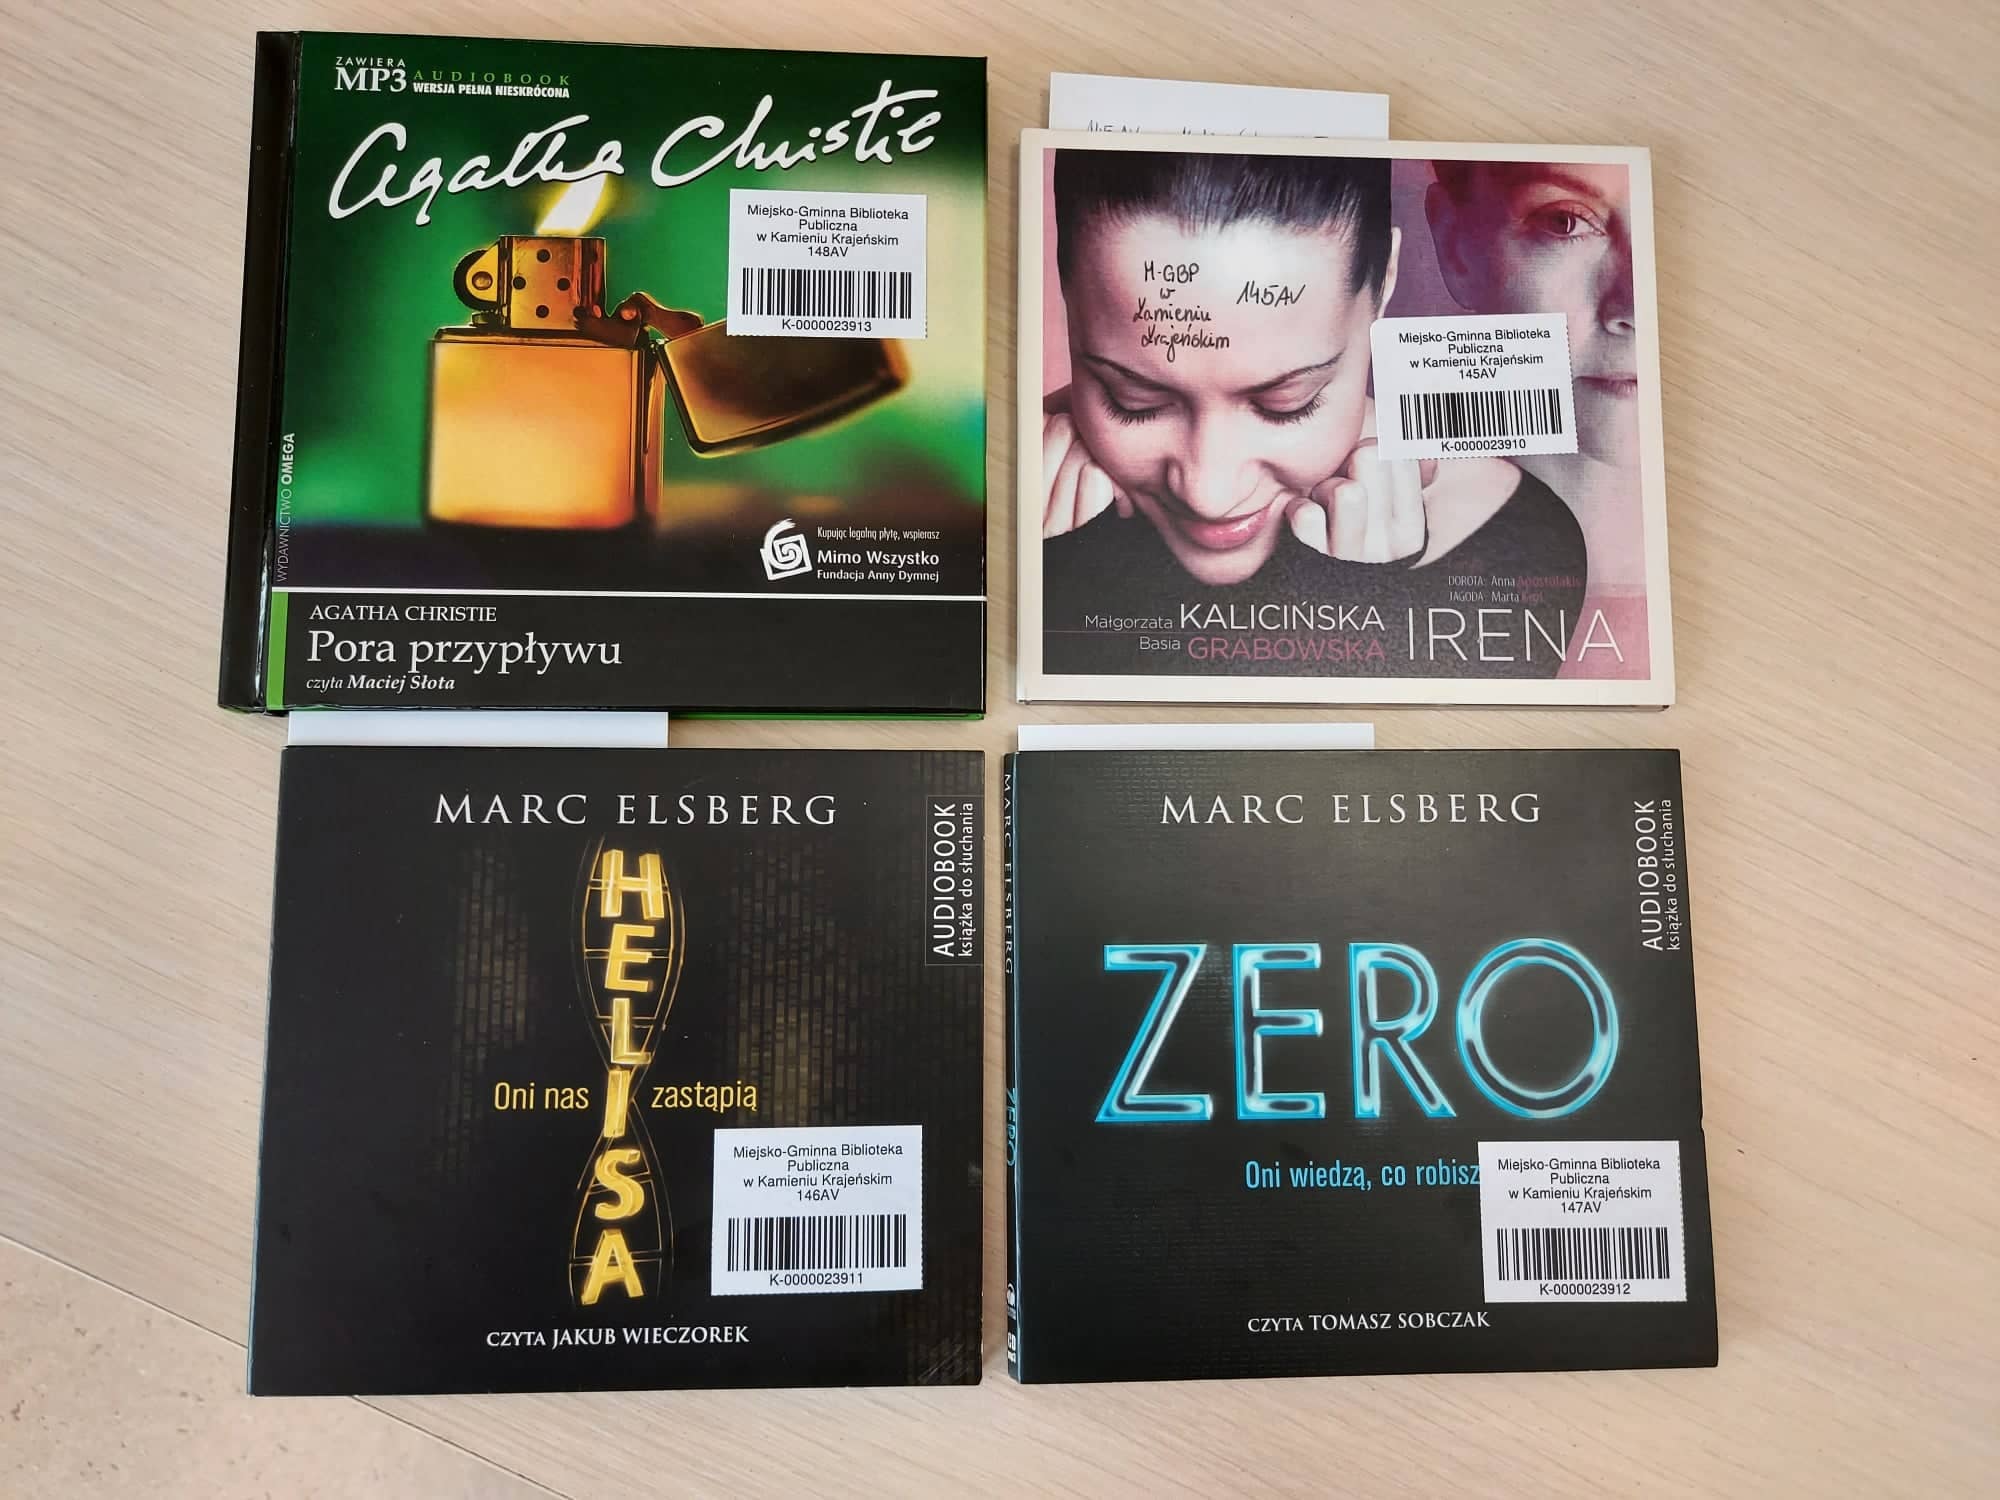 ZAWIERA
MP3 AUDIOBOOK
WERSJA PEŁNA NIESKRÓCONA
Agatha Christie
Miejsko-Gminna Biblioteka
Publiczna
w Kamieniu Krajeńskim
148AV
K-0000023913
WYDAWNICTWO OMEGA
Kupując legalną płytę, wspierasz
Mimo Wszystko
Fundacja Anny Dymnej
AGATHA CHRISTIE
Pora przypływu
czyta Maciej Słota
M-GBP
w
Kamieniu
Krajeńskim
145AV
Miejsko-Gminna Biblioteka
Publiczna
w Kamieniu Krajeńskim
145AV
K-0000023910
DOROTA: Anna Apostolakis
JAGODA: Marta Król
Małgorzata KALICIŃSKA
Basia GRABOWSKA
IRENA
MARC ELSBERG
AUDIOBOOK
książka do słuchania
HELISA
Oni nas zastąpią
Miejsko-Gminna Biblioteka
Publiczna
w Kamieniu Krajeńskim
146AV
K-0000023911
CZYTA JAKUB WIECZOREK
MARC ELSBERG
ZERO
CD
mp3
MARC ELSBERG
AUDIOBOOK
książka do słuchania
ZERO
Oni wiedzą, co robisz
Miejsko-Gminna Biblioteka
Publiczna
w Kamieniu Krajeńskim
147AV
K-0000023912
CZYTA TOMASZ SOBCZAK